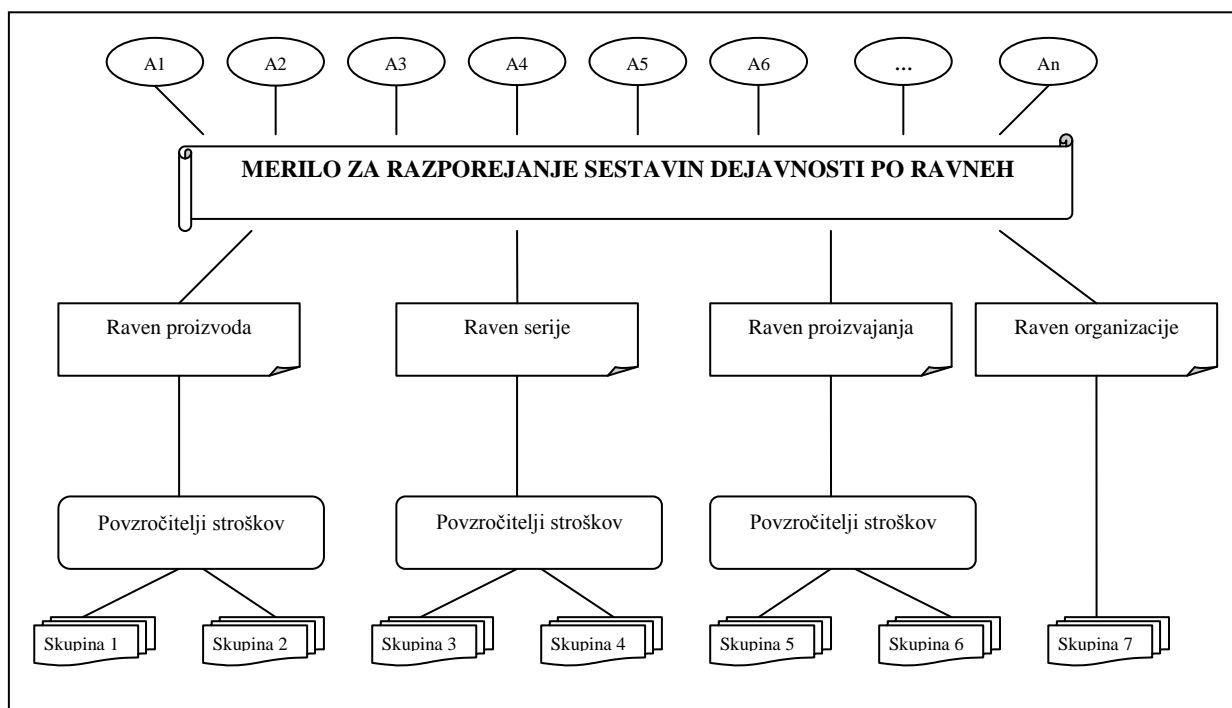 A1 A2 A3 A4 A5 A6 ... An
MERILO ZA RAZPOREJANJE SESTAVIN DEJAVNOSTI PO RAVNEH
Raven proizvoda Raven serije Raven proizvajanja Raven organizacije
Povzročitelji stroškov Povzročitelji stroškov Povzročitelji stroškov
Skupina 1 Skupina 2 Skupina 3 Skupina 4 Skupina 5 Skupina 6 Skupina 7